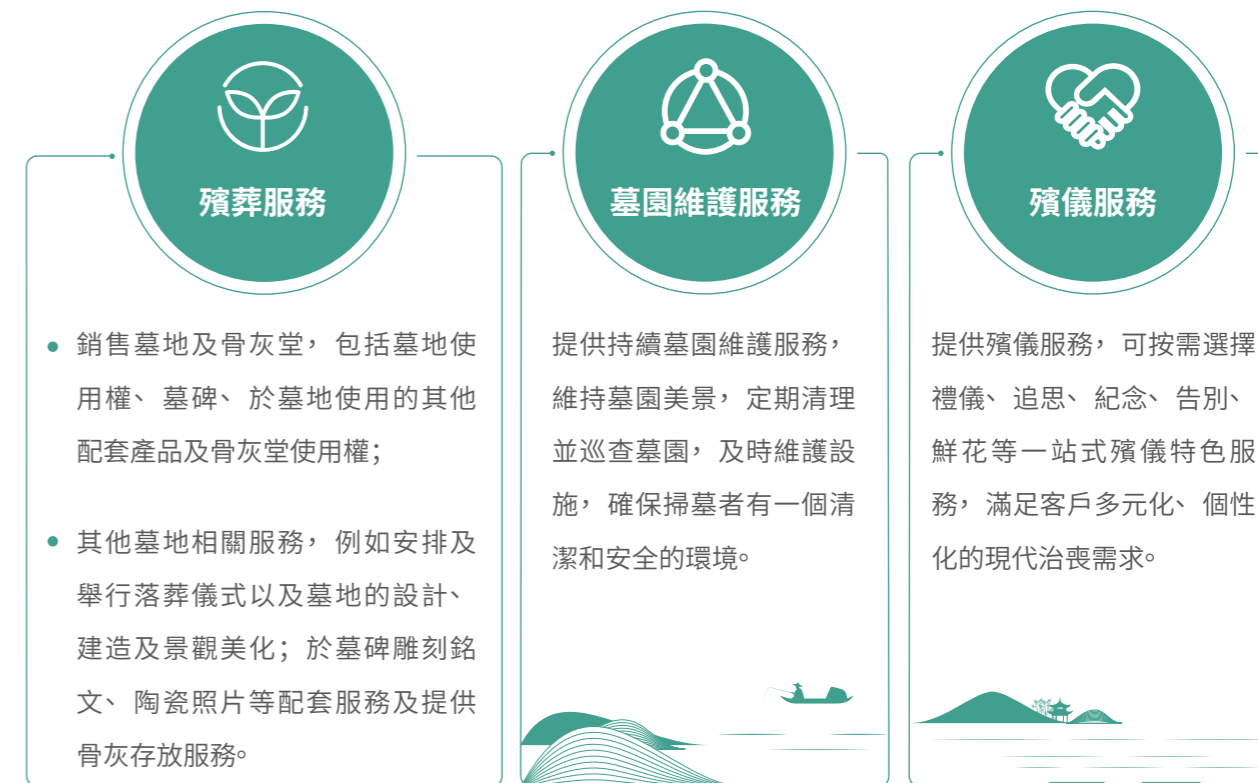 殯葬服務
銷售墓地及骨灰堂，包括墓地使
用權、墓碑、於墓地使用的其他
配套產品及骨灰堂使用權；
其他墓地相關服務，例如安排及
舉行落葬儀式以及墓地的設計、
建造及景觀美化；於墓碑雕刻銘
文、陶瓷照片等配套服務及提供
骨灰存放服務。
墓園維護服務
提供持續墓園維護服務，
維持墓園美景，定期清理
並巡查墓園，及時維護設
施，確保掃墓者有一個清
潔和安全的環境。
殯儀服務
提供殯儀服務，可按需選擇
禮儀、追思、紀念、告別、
鮮花等一站式殯儀特色服
務，滿足客戶多元化、個性
化的現代治喪需求。